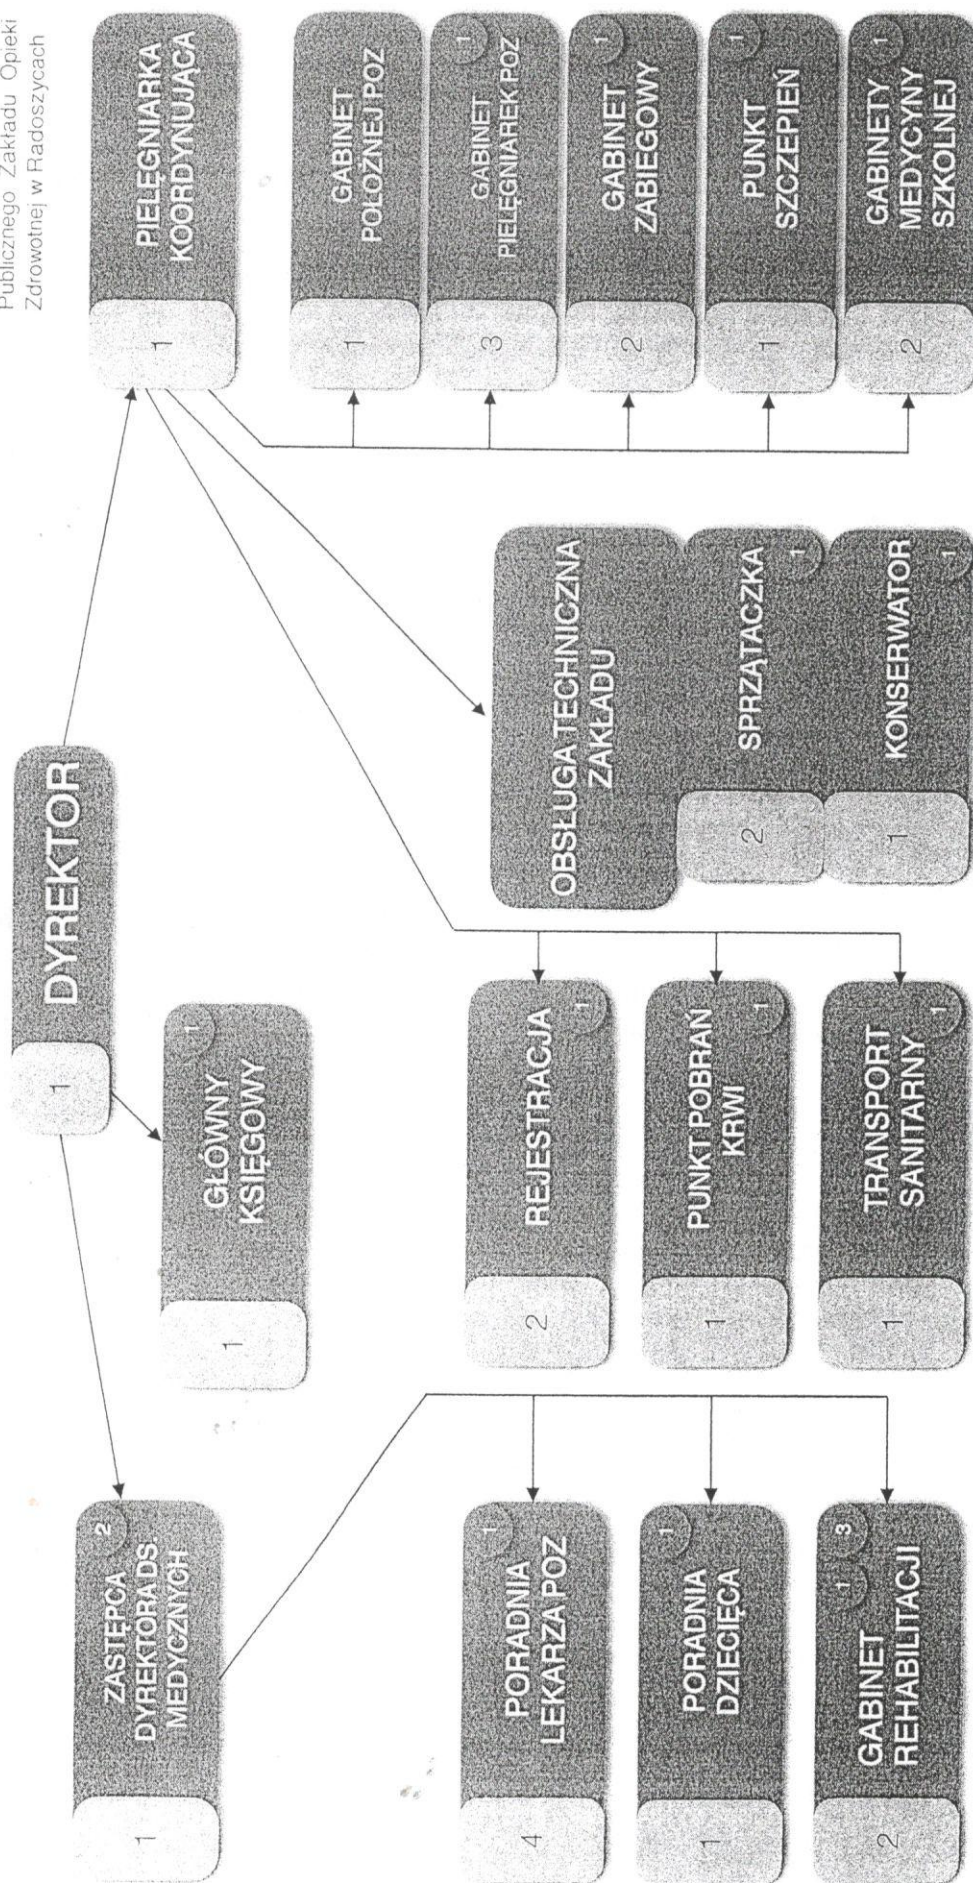 Publicznego Zakładu Opieki
Zdrowotnej w Radoszycach
1
DYREKTOR
1
ZASTĘPCA
DYREKTORA DS.
MEDYCZNYCH
2
1
GŁÓWNY
KSIĘGOWY
1
1
PIELĘGNIARKA
KOORDYNUJĄCA
4
PORADNIA
LEKARZA POZ
1
1
PORADNIA
DZIECIĘCA
1
2
GABINET
REHABILITACJI
1
3
2
REJESTRACJA
1
1
PUNKT POBRAŃ
KRWI
1
1
TRANSPORT
SANITARNY
1
OBSŁUGA TECHNICZNA
ZAKŁADU
2
SPRZĄTACZKA
1
1
KONSERWATOR
1
1
GABINET
POŁOŻNEJ POZ
3
GABINET
PIELĘGNIAREK POZ
1
2
GABINET
ZABIEGOWY
1
1
PUNKT
SZCZEPIEŃ
2
GABINETY
MEDYCYNY
SZKOLNEJ
1